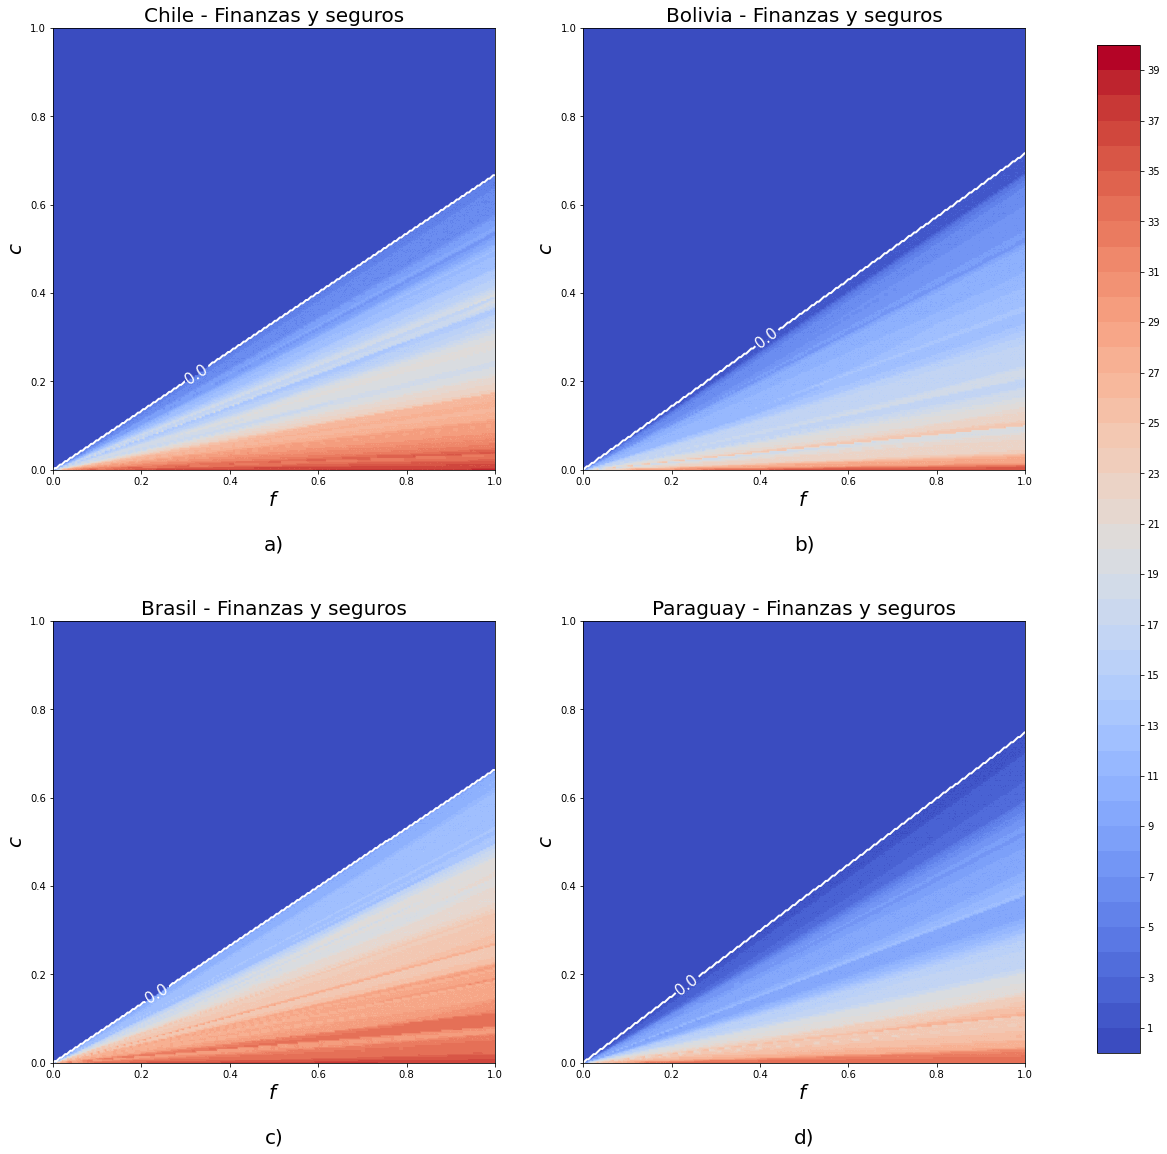 Chile - Finanzas y seguros
1.0
0.8
0.6
c
0.4
0.2
0.0
0.0
0.0 0.2 0.4 0.6 0.8 1.0
f
a)
Bolivia - Finanzas y seguros
1.0
0.8
0.6
c
0.4
0.2
0.0
0.0
0.0 0.2 0.4 0.6 0.8 1.0
f
b)
Brasil - Finanzas y seguros
1.0
0.8
0.6
c
0.4
0.2
0.0
0.0
0.0 0.2 0.4 0.6 0.8 1.0
f
c)
Paraguay - Finanzas y seguros
1.0
0.8
0.6
c
0.4
0.2
0.0
0.0
0.0 0.2 0.4 0.6 0.8 1.0
f
d)
39
37
35
33
31
29
27
25
23
21
19
17
15
13
11
9
7
5
3
1